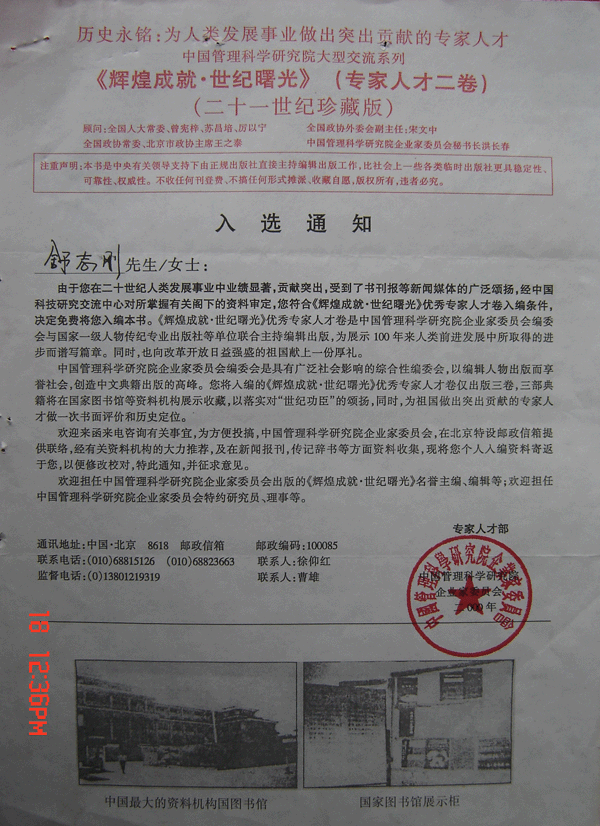 历史永铭:为人类发展事业做出突出贡献的专家人才
中国管理科学研究院大型交流系列
《辉煌成就·世纪曙光》(专家人才二卷)
(二十一世纪珍藏版)
顾问:全国人大常委、曾宪梓、苏昌培、厉以宁 全国政协外委会副主任:宋文中
全国政协常委、北京市政协主席王之泰 中国管理科学研究院企业家委员会秘书长洪长春
注重声明:本书是中央有关领导支持下由正规出版社直接主持编辑出版工作,比社会上一些各类临时出版社更具稳定性、
可靠性、权威性。不收任何刊登费、不搞任何形式摊派、收藏自愿,版权所有,违者必究。
入选通知
舒志刚先生/女士:
由于您在二十世纪人类发展事业中业绩显著,贡献突出,受到了书刊报等新闻媒体的广泛颂扬,经中国
科技研究交流中心对所掌握有关阁下的资料审定,您符合《辉煌成就·世纪曙光》优秀专家人才卷入编条件,
决定免费将您入编本书。《辉煌成就·世纪曙光》优秀专家人才卷是中国管理科学研究院企业家委员会编委
会与国家一级人物传纪专业出版社等单位联合主持编辑出版,为展示100年来人类前进发展中所取得的进
步而谱写篇章。同时,也向改革开放日益强盛的祖国献上一份厚礼。
中国管理科学研究院企业家委员会编委会是具有广泛社会影响的综合性编委会,以编辑人物出版而享
誉社会,创造中文典籍出版的高峰。您将入编的《辉煌成就·世纪曙光》优秀专家人才卷仅出版三卷,三部典
籍将在国家图书馆等资料机构展示收藏,以落实对“世纪功臣”的颂扬,同时,为祖国做出突出贡献的专家人
才做一次书面评价和历史定位。
欢迎来函来电咨询有关事宜,为方便投搞,中国管理科学研究院企业家委员会,在北京特设邮政信箱提
供联络,经有关资料机构的大力推荐,及在新闻报刊,传记辞书等方面资料收集,现将您个人入编资料寄返
于您,以便修改校对,特此通知,并征求意见。
欢迎担任中国管理科学研究院企业家委员会出版的《辉煌成就·世纪曙光》名誉主编、编辑等;欢迎担任
中国管理科学研究院企业家委员会特约研究员、理事等。
专家人才部
通讯地址:中国·北京 8618 邮政信箱 邮政编码:100085
联系电话:(010)68815126 (010)68823663 联系人:徐仰红
监督电话:(0)13801219319 联系人:曹雄
中国管理科学研究院
企业家委员会
二000年
中国管理科学研究院企业家委员会
18 12:36PM
中国最大的资料机构国图书馆
国家图书馆展示柜